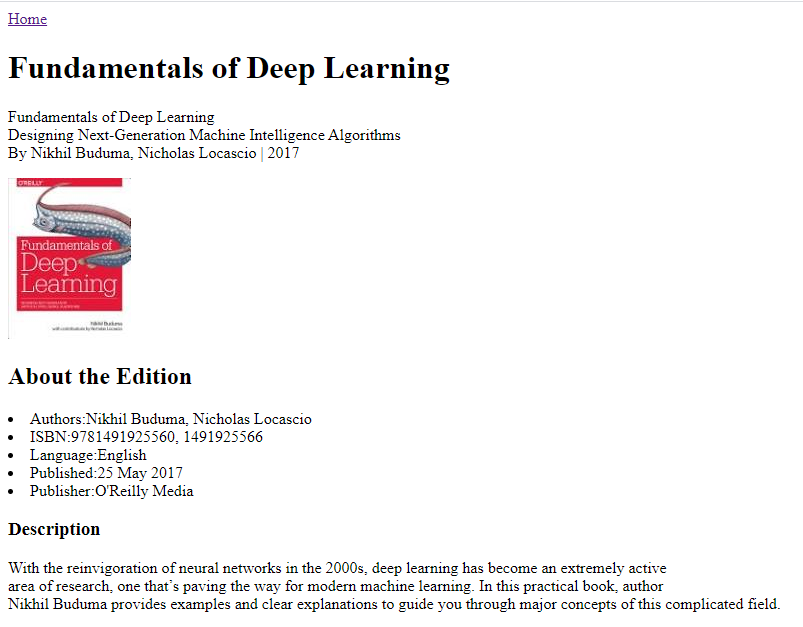 Home
Fundamentals of Deep Learning
Fundamentals of Deep Learning
Designing Next-Generation Machine Intelligence Algorithms
By Nikhil Buduma, Nicholas Locascio | 2017
O'REILLY
Fundamentals of
Deep
Learning
Nikhil Buduma
with contributions by Nicholas Locascio
About the Edition
• Authors:Nikhil Buduma, Nicholas Locascio
• ISBN:9781491925560, 1491925566
• Language:English
• Published:25 May 2017
• Publisher:O'Reilly Media
Description
With the reinvigoration of neural networks in the 2000s, deep learning has become an extremely active
area of research, one that’s paving the way for modern machine learning. In this practical book, author
Nikhil Buduma provides examples and clear explanations to guide you through major concepts of this complicated field.